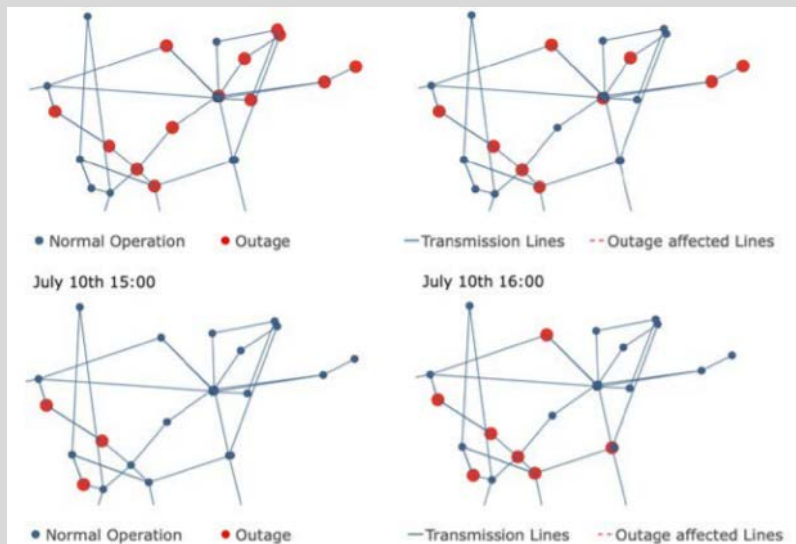 Normal Operation Outage Transmission Lines Outage affected Lines
July 10th 15:00 July 10th 16:00
Normal Operation Outage Transmission Lines Outage affected Lines